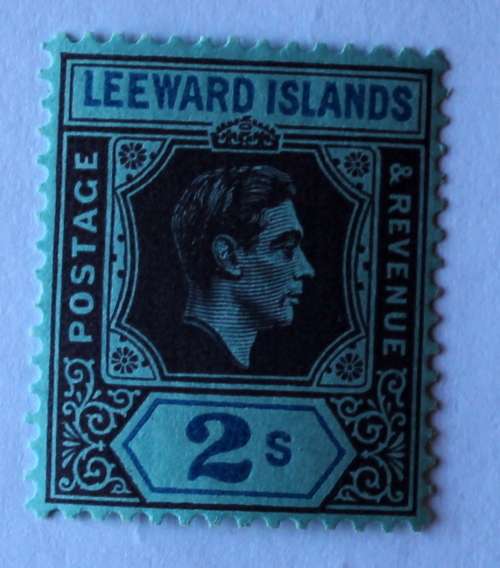 LEEWARD ISLANDS
POSTAGE
& REVENUE
2s